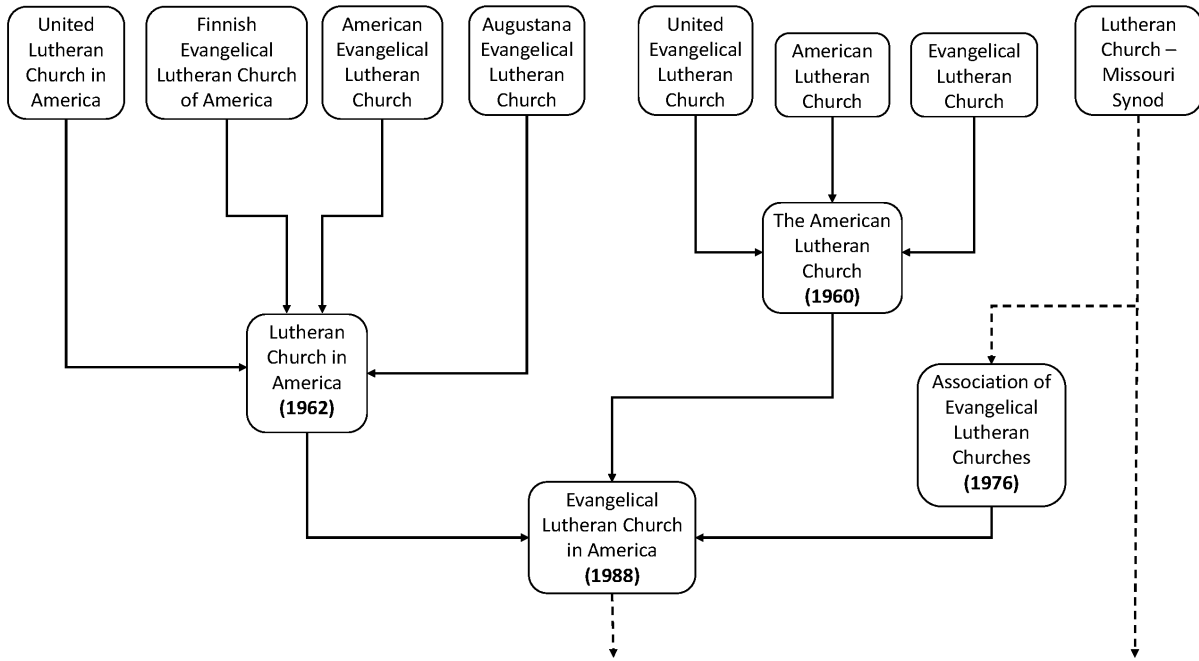 United
Lutheran
Church in
America
Finnish
Evangelical
Lutheran Church
of America
American
Evangelical
Lutheran
Church
Augustana
Evangelical
Lutheran
Church
United
Evangelical
Lutheran
Church
American
Lutheran
Church
Evangelical
Lutheran
Church
Lutheran
Church –
Missouri
Synod
The American
Lutheran
Church
(1960)
Lutheran
Church in
America
(1962)
Association of
Evangelical
Lutheran
Churches
(1976)
Evangelical
Lutheran Church
in America
(1988)